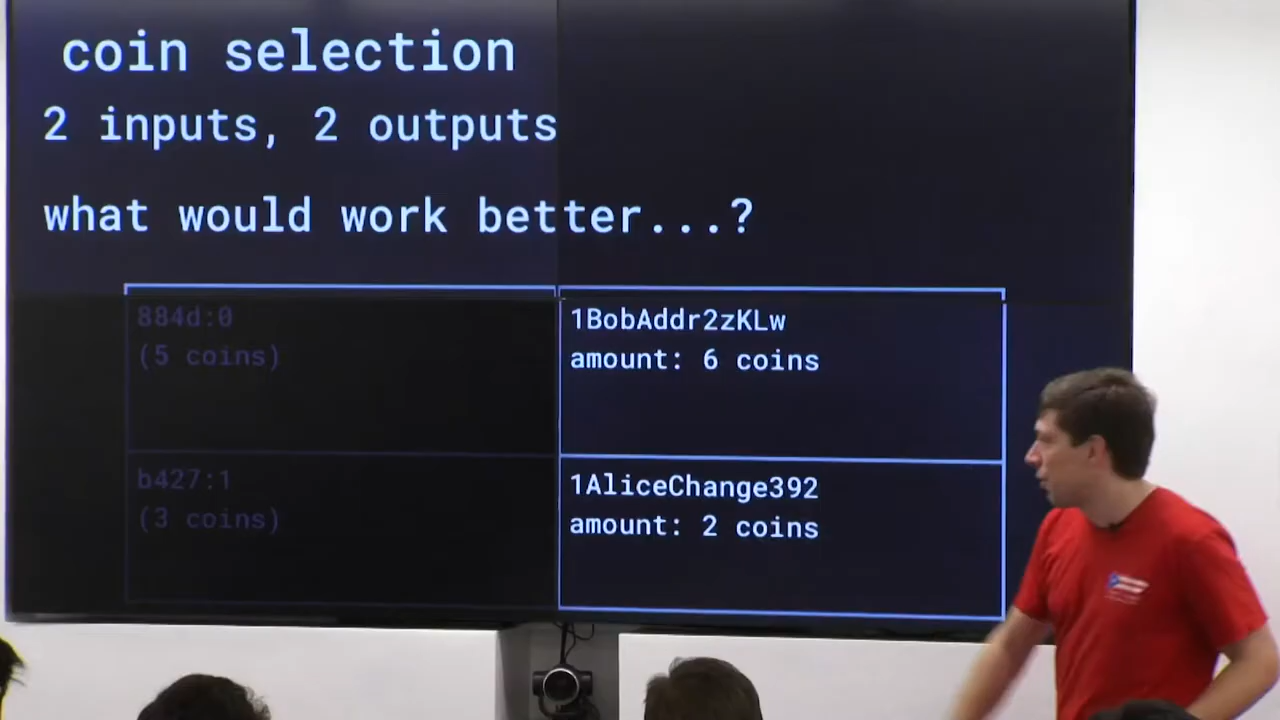 coin selection
2 inputs, 2 outputs
what would work better...?
884d:0
(5 coins)
1BobAddr2zKLw
amount: 6 coins
b427:1
(3 coins)
1AliceChange392
amount: 2 coins